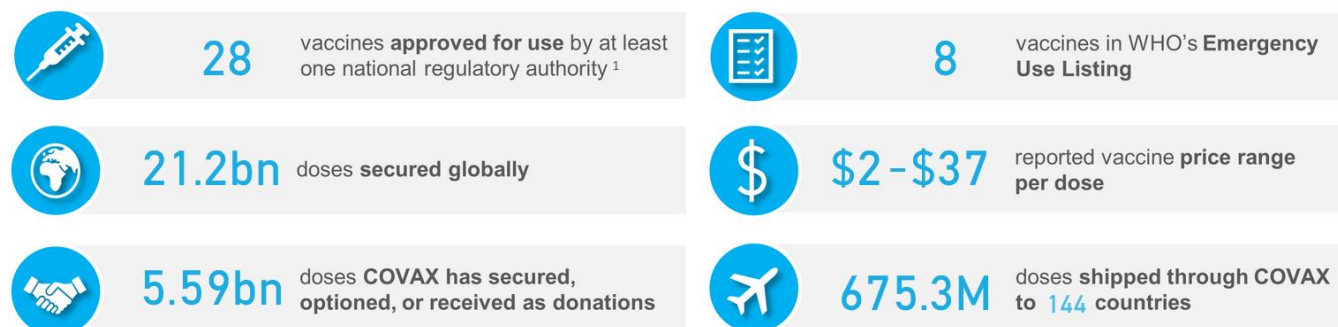 28
vaccines approved for use by at least
one national regulatory authority 1
8
vaccines in WHO's Emergency
Use Listing
21.2bn
doses secured globally
$2-$37
reported vaccine price range
per dose
5.59bn
doses COVAX has secured,
optioned, or received as donations
675.3M
doses shipped through COVAX
to 144 countries